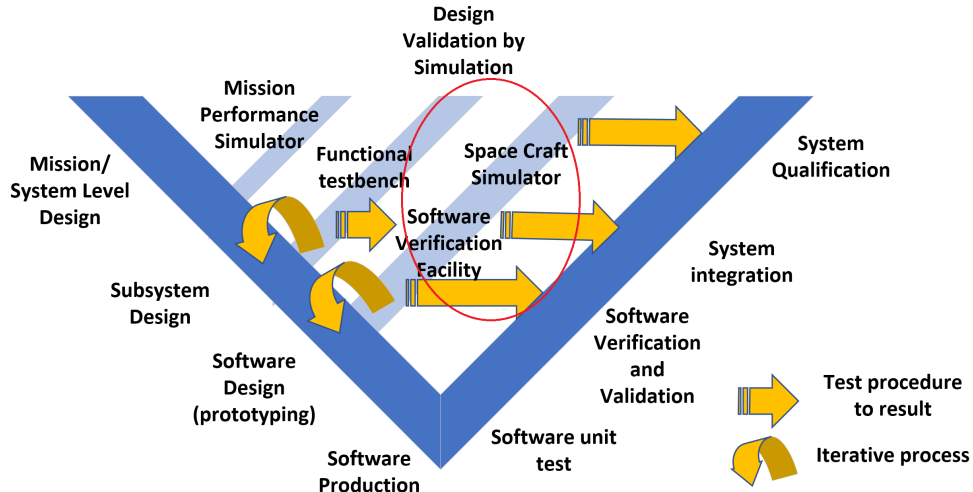 Design
Validation by
Simulation
Mission
Performance
Simulator
Mission/
System Level
Design
Functional
testbench
Space Craft
Simulator
System
Qualification
Software
Verification
Facility
System
integration
Subsystem
Design
Software
Design
(prototyping)
Software
Verification
and
Validation
Software unit
test
Software
Production
Test procedure
to result
Iterative process